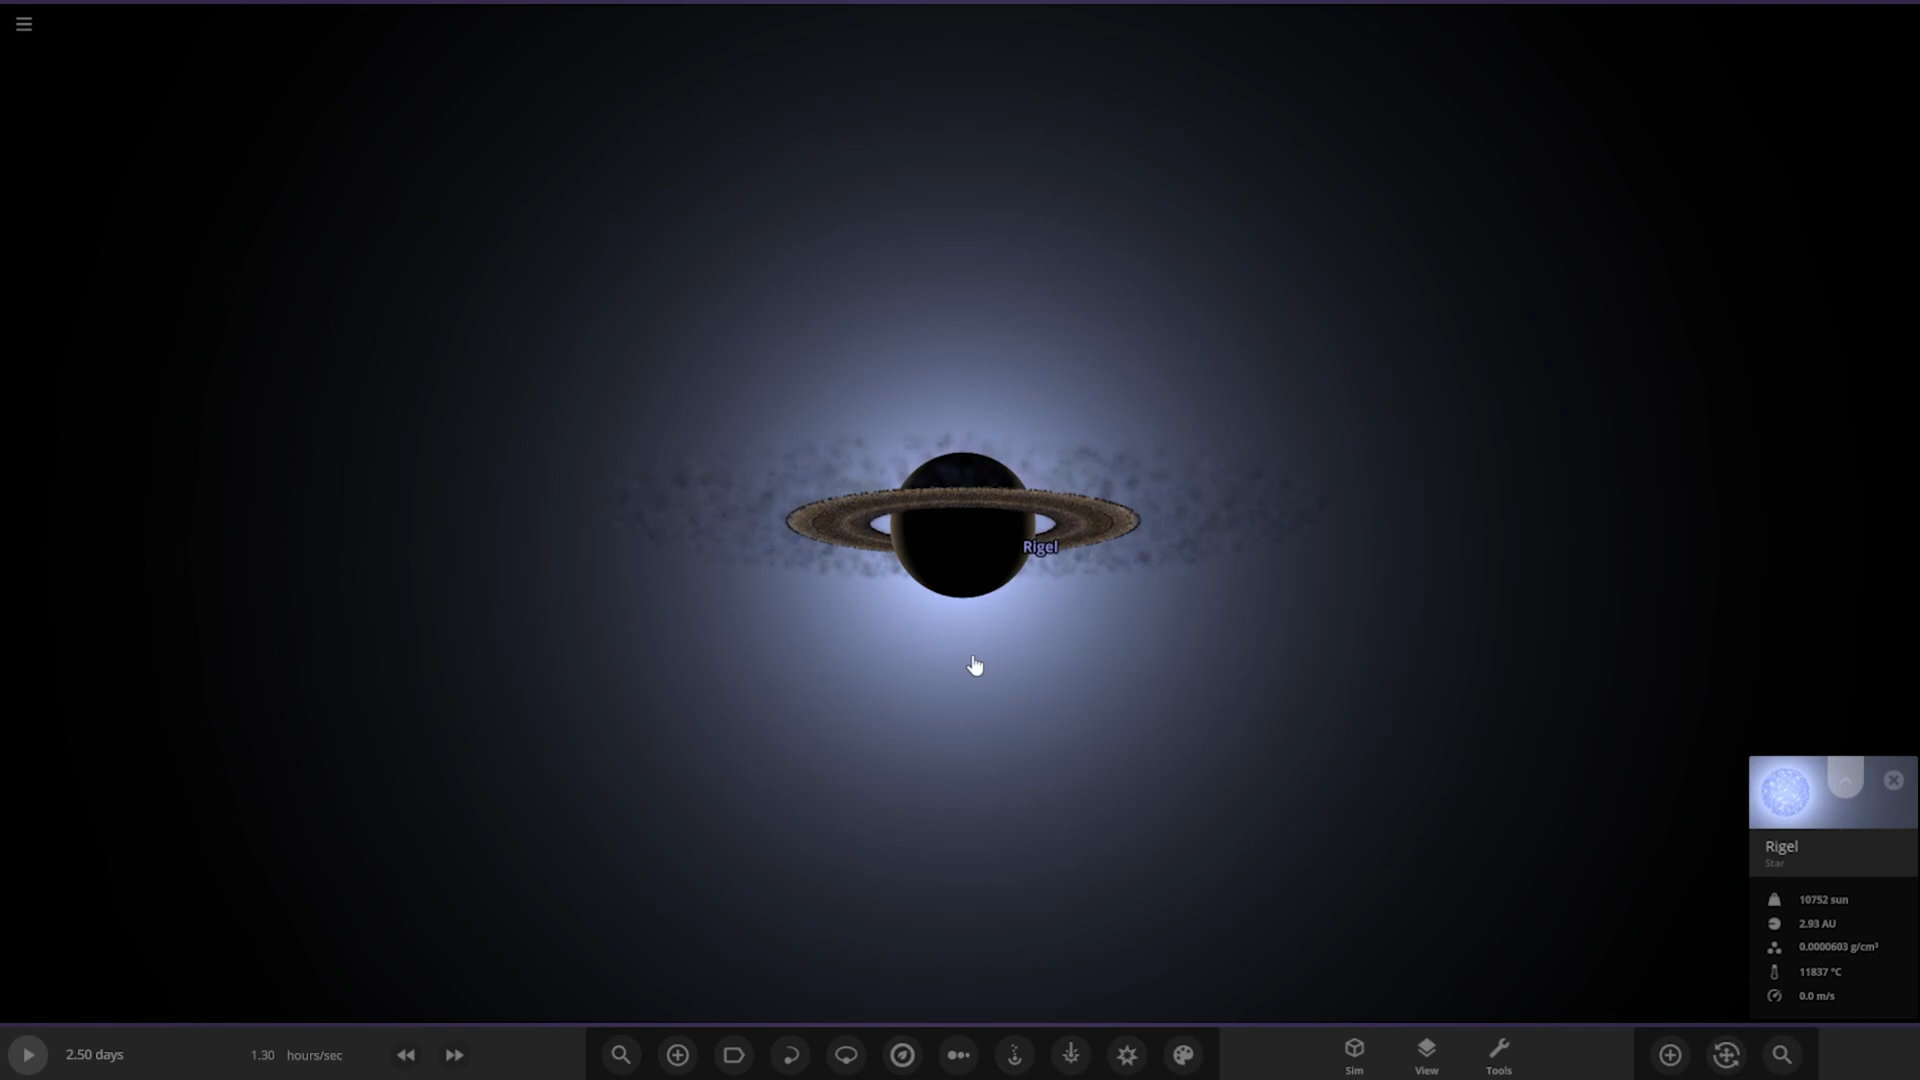 Rigel
Rigel
Star
10752 sun
2.93 AU
0.0000603 g/cm³
11837 °C
0.0 m/s
2.50 days
1.30 hours/sec
Sim
View
Tools